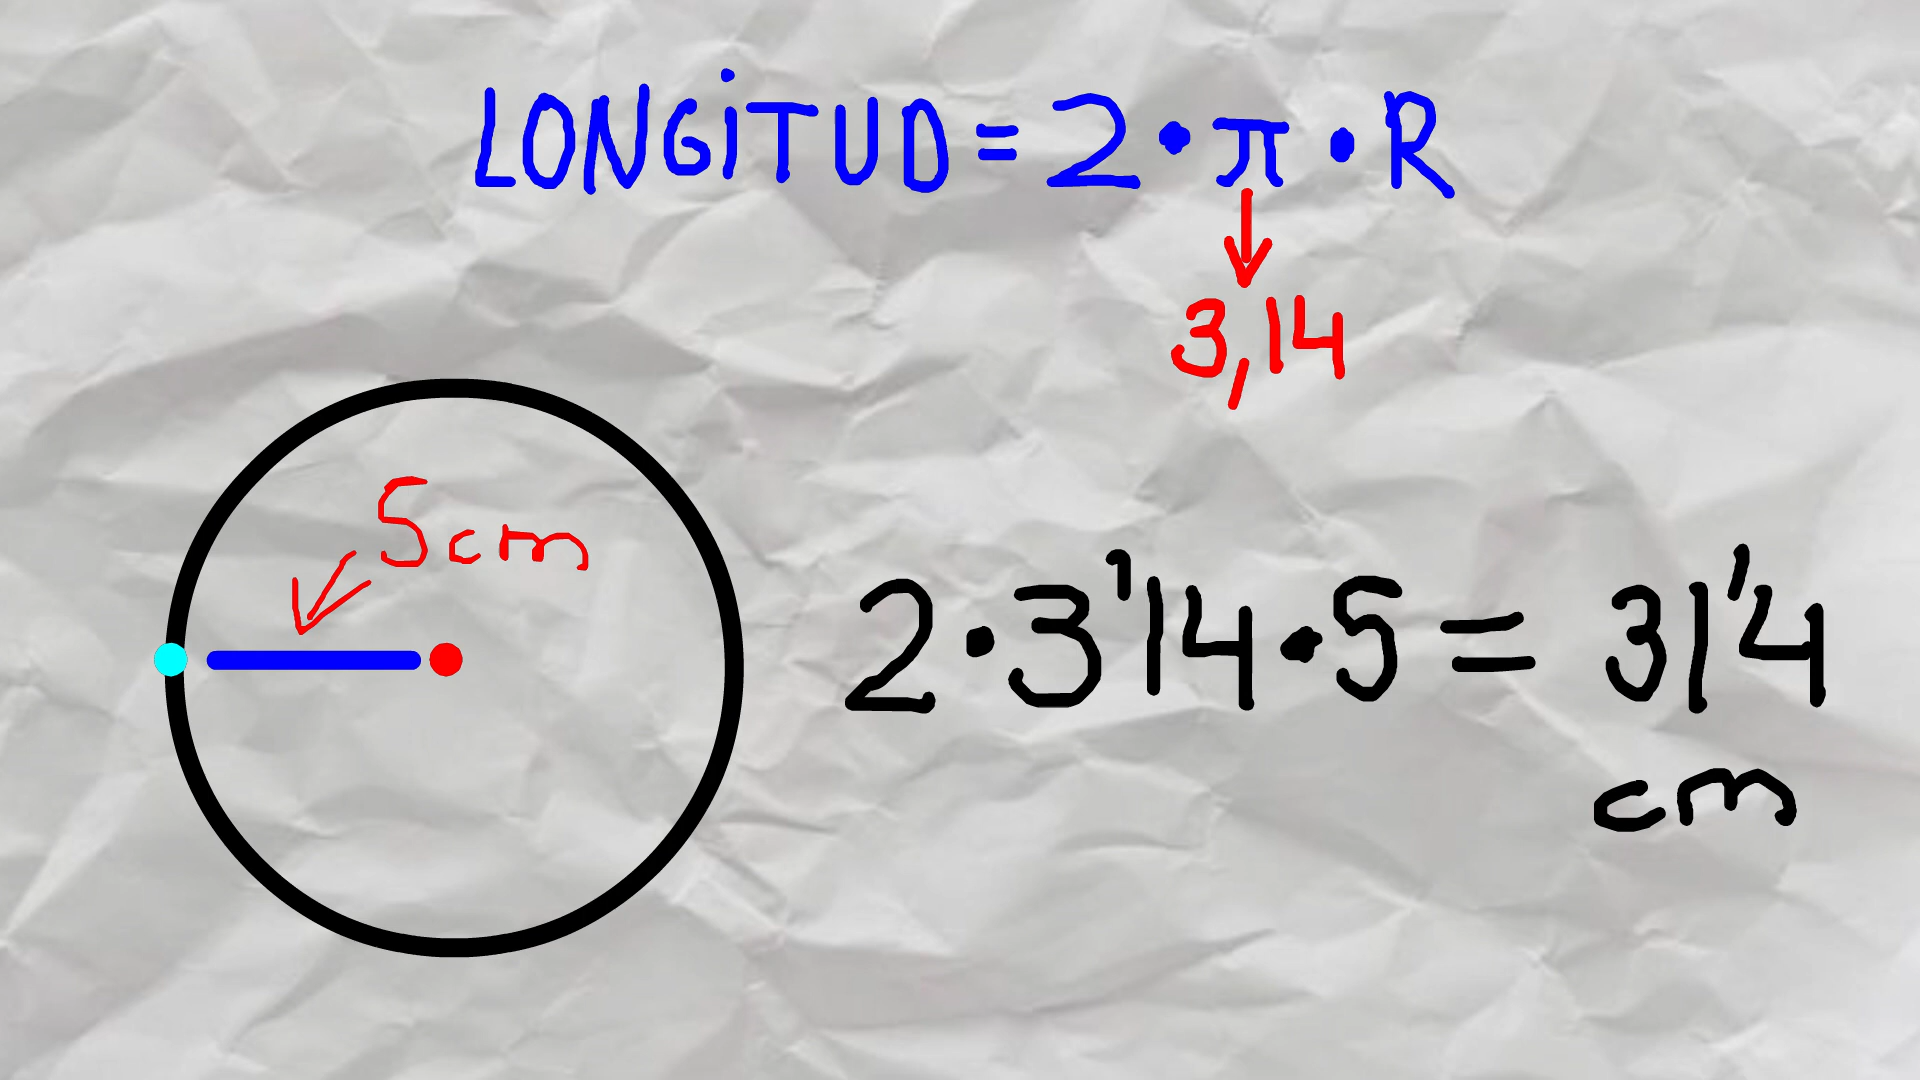 LONGITUD = 2 · π · R
3,14
5cm
2 · 3'14 · 5 = 31'4
cm